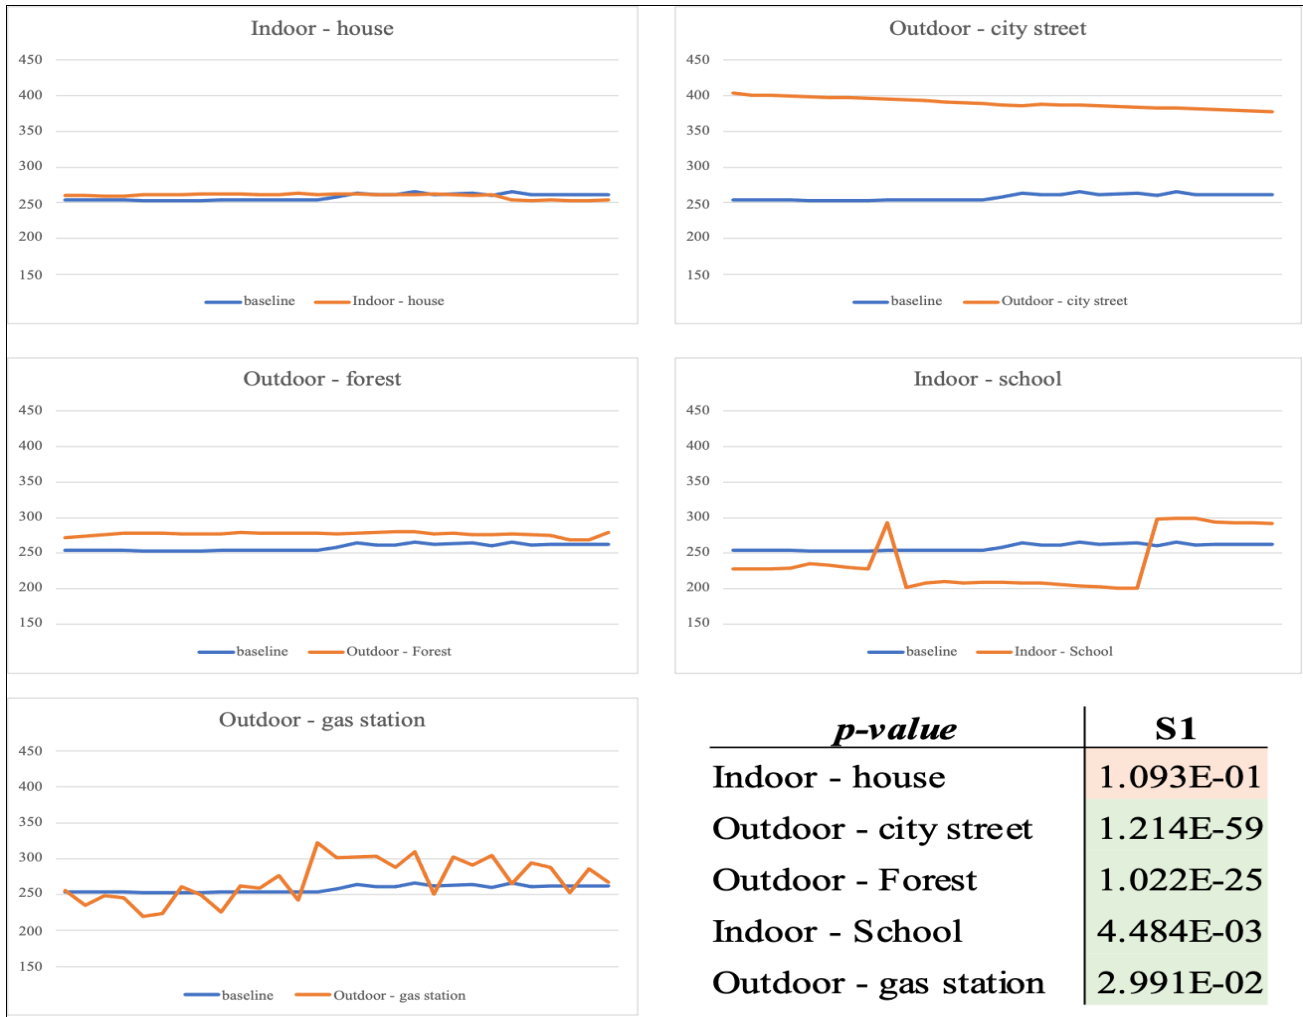 Indoor - house
450
400
350
300
250
200
150
baseline Indoor - house
Outdoor - city street
450
400
350
300
250
200
150
baseline Outdoor - city street
Outdoor - forest
450
400
350
300
250
200
150
baseline Outdoor - Forest
Indoor - school
450
400
350
300
250
200
150
baseline Indoor - School
Outdoor - gas station
450
400
350
300
250
200
150
baseline Outdoor - gas station
p-value S1
Indoor - house 1.093E-01
Outdoor - city street 1.214E-59
Outdoor - Forest 1.022E-25
Indoor - School 4.484E-03
Outdoor - gas station 2.991E-02